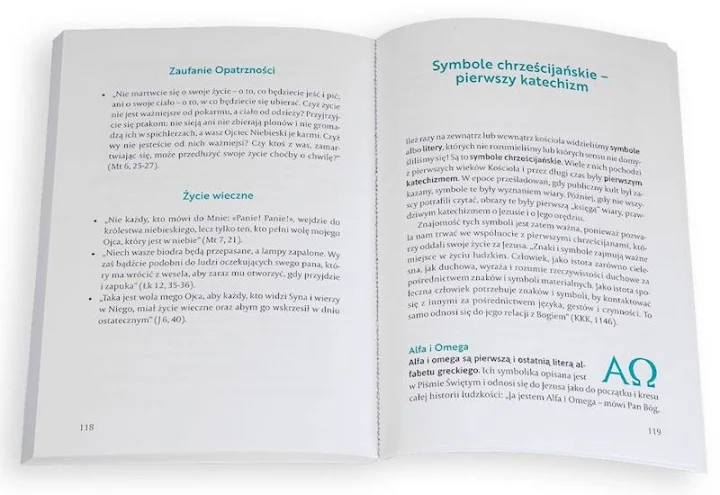 Zaufanie Opatrzności
• „Nie martwcie się o swoje życie – o to, co będziecie jeść i pić;
ani o swoje ciało – o to, w co będziecie się ubierać. Czyż życie
nie jest ważniejsze od pokarmu, a ciało od odzieży? Przyjrzyj-
cie się ptakom: nie sieją ani nie zbierają plonów i nie groma-
dzą ich w spichlerzach, a wasz Ojciec Niebieski je karmi. Czyż
wy nie jesteście od nich ważniejsi? Czy ktoś z was, zamar-
twiając się, może przedłużyć swoje życie choćby o chwilę?”
(Mt 6, 25-27).
Życie wieczne
• „Nie każdy, kto mówi do Mnie: «Panie! Panie!», wejdzie do
królestwa niebieskiego, lecz tylko ten, kto pełni wolę mojego
Ojca, który jest w niebie” (Mt 7, 21).
• „Niech wasze biodra będą przepasane, a lampy zapalone. Wy
zaś bądźcie podobni do ludzi oczekujących swego pana, któ-
ry ma wrócić z wesela, aby zaraz mu otworzyć, gdy przyjdzie
i zapuka” (Łk 12, 35-36).
• „Taka jest wola mego Ojca, aby każdy, kto widzi Syna i wierzy
w Niego, miał życie wieczne oraz abym go wskrzesił w dniu
ostatecznym” (J 6, 40).
118
Symbole chrześcijańskie –
pierwszy katechizm
Ileż razy na zewnątrz lub wewnątrz kościoła widzieliśmy symbole
albo litery, których nie rozumieliśmy lub których sensu nie domy-
śliliśmy się! Są to symbole chrześcijańskie. Wiele z nich pochodzi
z pierwszych wieków Kościoła i przez długi czas były pierwszym
katechizmem. W epoce prześladowań, gdy publiczny kult był za-
kazany, symbole te były wyznaniem wiary. Później, gdy nie wszy-
scy potrafili czytać, obrazy te były pierwszą „księgą” wiary, praw-
dziwym katechizmem o Jezusie i o Jego orędziu.
Znajomość tych symboli jest zatem ważna, ponieważ pozwa-
la nam trwać we wspólnocie z pierwszymi chrześcijanami, któ-
rzy oddali swoje życie za Jezusa. „Znaki i symbole zajmują ważne
miejsce w życiu ludzkim. Człowiek, jako istota zarówno ciele-
sna, jak duchowa, wyraża i rozumie rzeczywistości duchowe za
pośrednictwem znaków i symboli materialnych. Jako istota spo-
łeczna człowiek potrzebuje znaków i symboli, by kontaktować
się z innymi za pośrednictwem języka, gestów i czynności. To
samo odnosi się do jego relacji z Bogiem” (KKK, 1146).
Alfa i Omega
Alfa i omega są pierwszą i ostatnią literą al-
fabetu greckiego. Ich symbolika opisana jest
w Piśmie Świętym i odnosi się do Jezusa jako do początku i kresu
całej historii ludzkości: „Ja jestem Alfa i Omega – mówi Pan Bóg,
ΑΩ
119